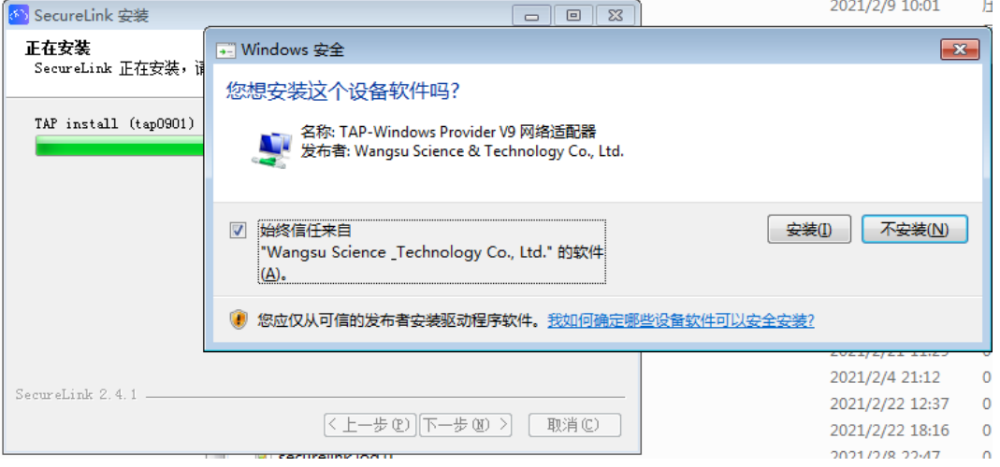 SecureLink 安装
2021/2/9 10:01
正在安装
SecureLink 正在安装，请
Windows 安全
您想安装这个设备软件吗?
TAP install (tap0901)
名称: TAP-Windows Provider V9 网络适配器
发布者: Wangsu Science & Technology Co., Ltd.
始终信任来自
"Wangsu Science _Technology Co., Ltd." 的软件
(A)。
安装(I)
不安装(N)
您应仅从可信的发布者安装驱动程序软件。我如何确定哪些设备软件可以安全安装?
2021/2/21 11:29
2021/2/4 21:12 0
SecureLink 2.4.1
2021/2/22 12:37 0
< 上一步(P) 下一步(N) > 取消(C)
2021/2/22 18:16 0
securelink.log.0
2021/2/8 22:47 0